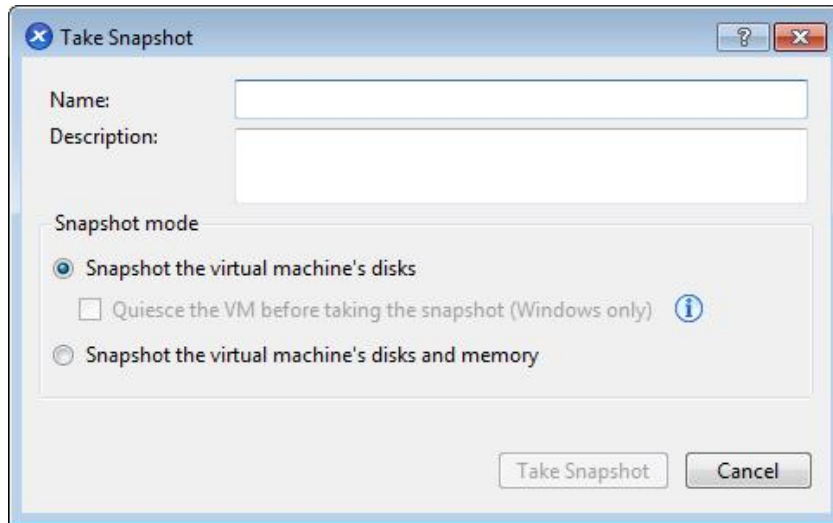 Take Snapshot
?
Name:
Description:
Snapshot mode
Snapshot the virtual machine's disks
Quiesce the VM before taking the snapshot (Windows only)
Snapshot the virtual machine's disks and memory
Take Snapshot Cancel